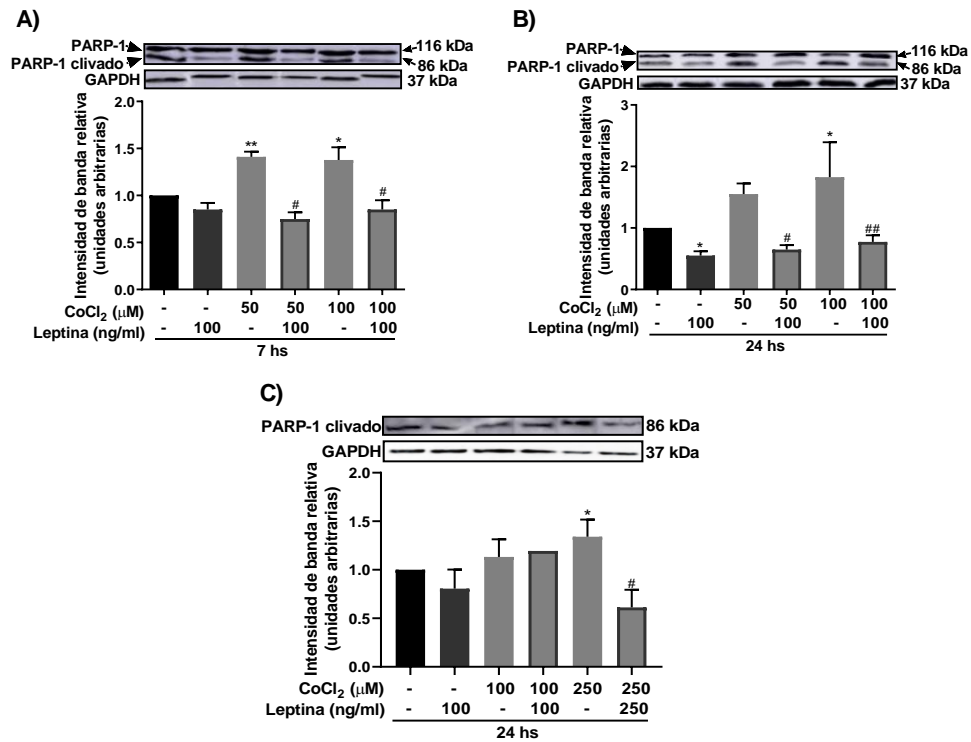 A)
PARP-1
116 kDa
PARP-1 clivado
86 kDa
GAPDH
37 kDa
Intensidad de banda relativa
(unidades arbitrarias)
2.0
1.5
1.0
0.5
0.0
**
#
*
#
CoCl2 (μM) - - 50 50 100 100
Leptina (ng/ml) - 100 - 100 - 100
7 hs
B)
PARP-1
116 kDa
PARP-1 clivado
86 kDa
GAPDH
37 kDa
Intensidad de banda relativa
(unidades arbitrarias)
3
2
1
0
*
#
*
##
CoCl2 (μM) - - 50 50 100 100
Leptina (ng/ml) - 100 - 100 - 100
24 hs
C)
PARP-1 clivado
86 kDa
GAPDH
37 kDa
Intensidad de banda relativa
(unidades arbitrarias)
2.0
1.5
1.0
0.5
0.0
*
#
CoCl2 (μM) - - 100 100 250 250
Leptina (ng/ml) - 100 - 100 - 250
24 hs